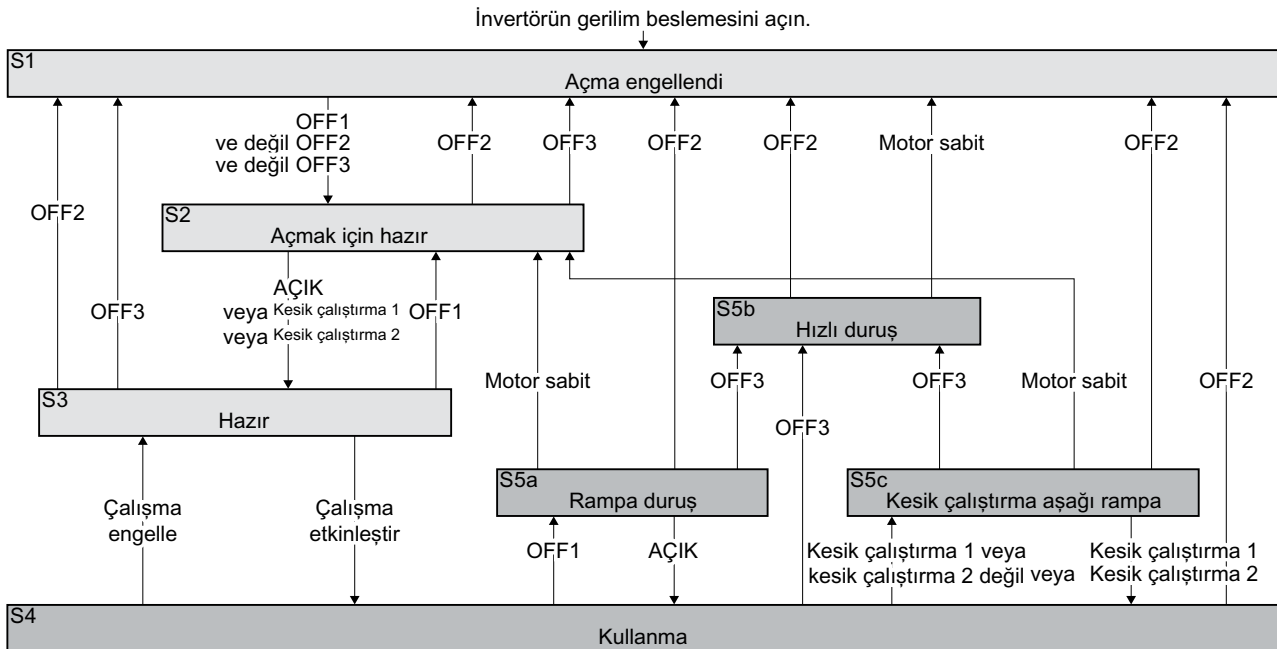 İnvertörün gerilim beslemesini açın.
S1
Açma engellendi
OFF1
ve değil OFF2
ve değil OFF3
OFF2
OFF3
OFF2
OFF2
Motor sabit
OFF2
OFF2
S2
Açmak için hazır
OFF3
AÇIK
veya Kesik çalıştırma 1
veya Kesik çalıştırma 2
OFF1
S5b
Hızlı duruş
Motor sabit
OFF3
OFF3
Motor sabit
OFF2
S3
Hazır
OFF3
S5a
Rampa duruş
S5c
Kesik çalıştırma aşağı rampa
Çalışma
engelle
Çalışma
etkinleştir
OFF1
AÇIK
Kesik çalıştırma 1 veya
kesik çalıştırma 2 değil veya
Kesik çalıştırma 1
Kesik çalıştırma 2
S4
Kullanma